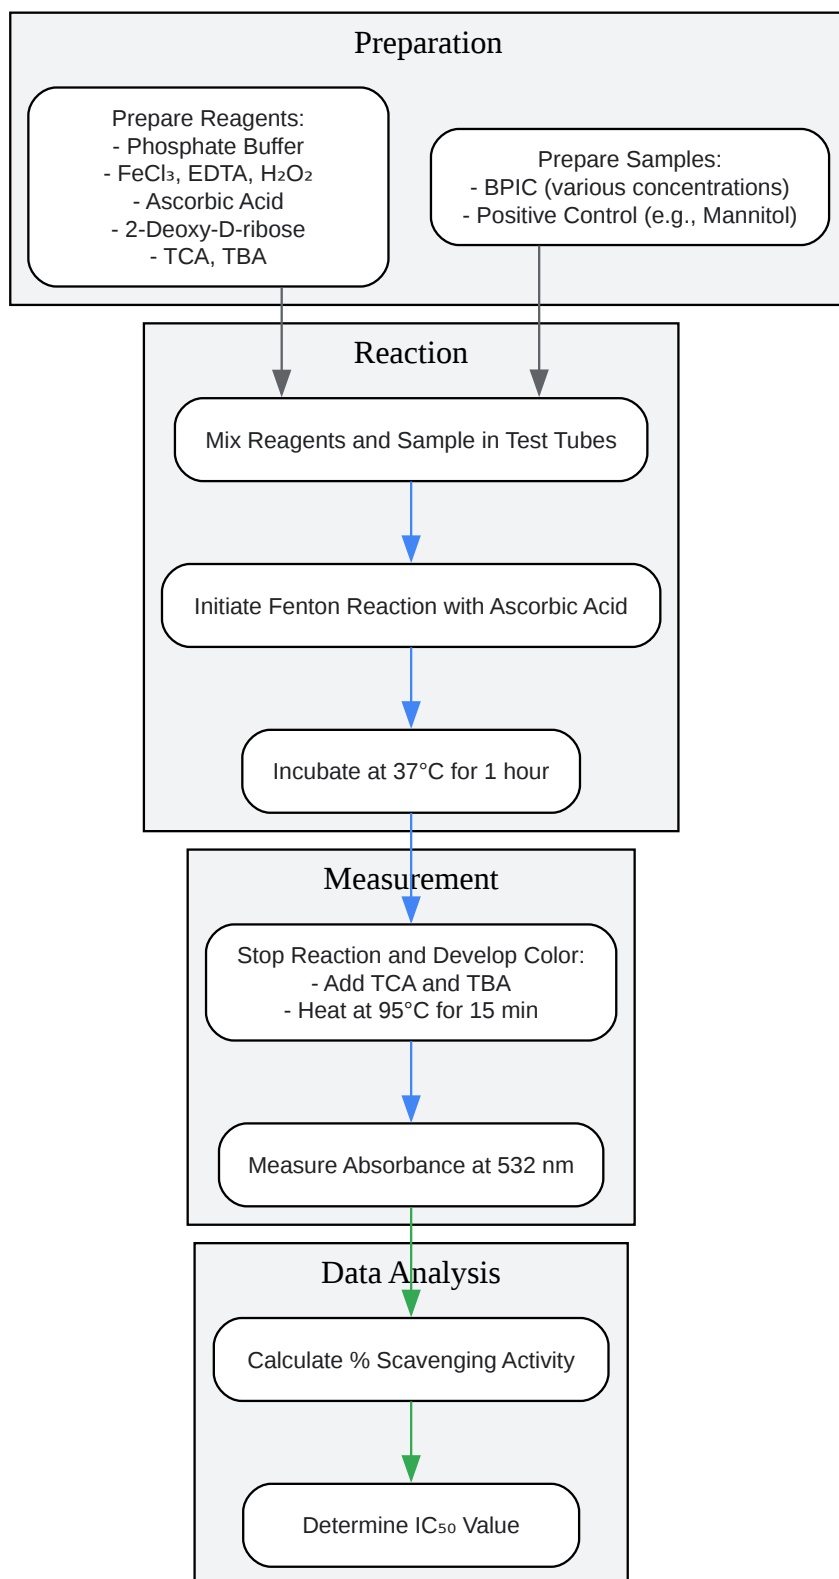 Preparation
Prepare Reagents:
- Phosphate Buffer
- FeCl₃, EDTA, H₂O₂
- Ascorbic Acid
- 2-Deoxy-D-ribose
- TCA, TBA
Prepare Samples:
- BPIC (various concentrations)
- Positive Control (e.g., Mannitol)
Reaction
Mix Reagents and Sample in Test Tubes
Initiate Fenton Reaction with Ascorbic Acid
Incubate at 37°C for 1 hour
Measurement
Stop Reaction and Develop Color:
- Add TCA and TBA
- Heat at 95°C for 15 min
Measure Absorbance at 532 nm
Data Analysis
Calculate % Scavenging Activity
Determine IC₅₀ Value